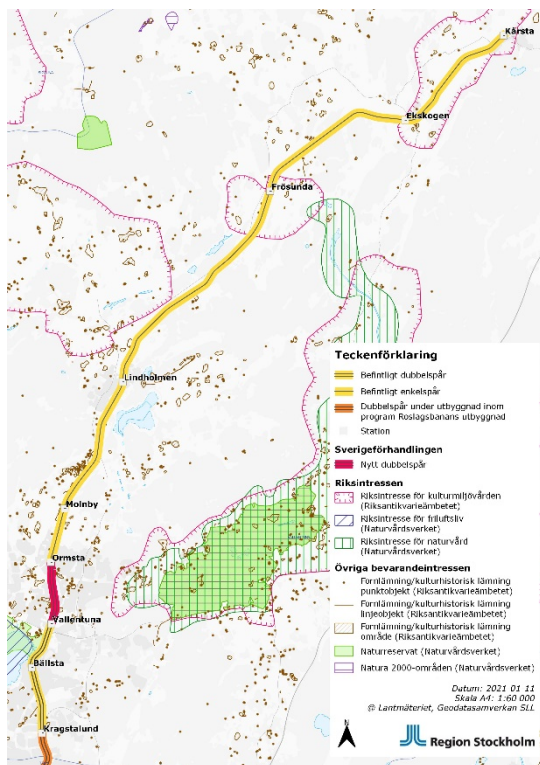 Kårsta
Ekskogen
Frösunda
Lindholmen
Molnby
Ormsta
Vallentuna
Bällsta
Kragstalund
Teckenförklaring
Befintligt dubbelspår
Befintligt enkelspår
Dubbelspår under utbyggnad inom
program Roslagsbanans utbyggnad
Station
Sverigeförhandlingen
Nytt dubbelspår
Riksintressen
Riksintresse för kulturmiljövården
(Riksantikvarieämbetet)
Riksintresse för friluftsliv
(Naturvårdsverket)
Riksintresse för naturvård
(Naturvårdsverket)
Övriga bevarandeintressen
Fornlämning/kulturhistorisk lämning
punktobjekt (Riksantikvarieämbetet)
Fornlämning/kulturhistorisk lämning
linjeobjekt (Riksantikvarieämbetet)
Fornlämning/kulturhistorisk lämning
område (Riksantikvarieämbetet)
Naturreservat (Naturvårdsverket)
Natura 2000-områden (Naturvårdsverket)
Datum: 2021 01 11
Skala A4: 1:60 000
@ Lantmäteriet, Geodatasamverkan SLL
N
Region Stockholm